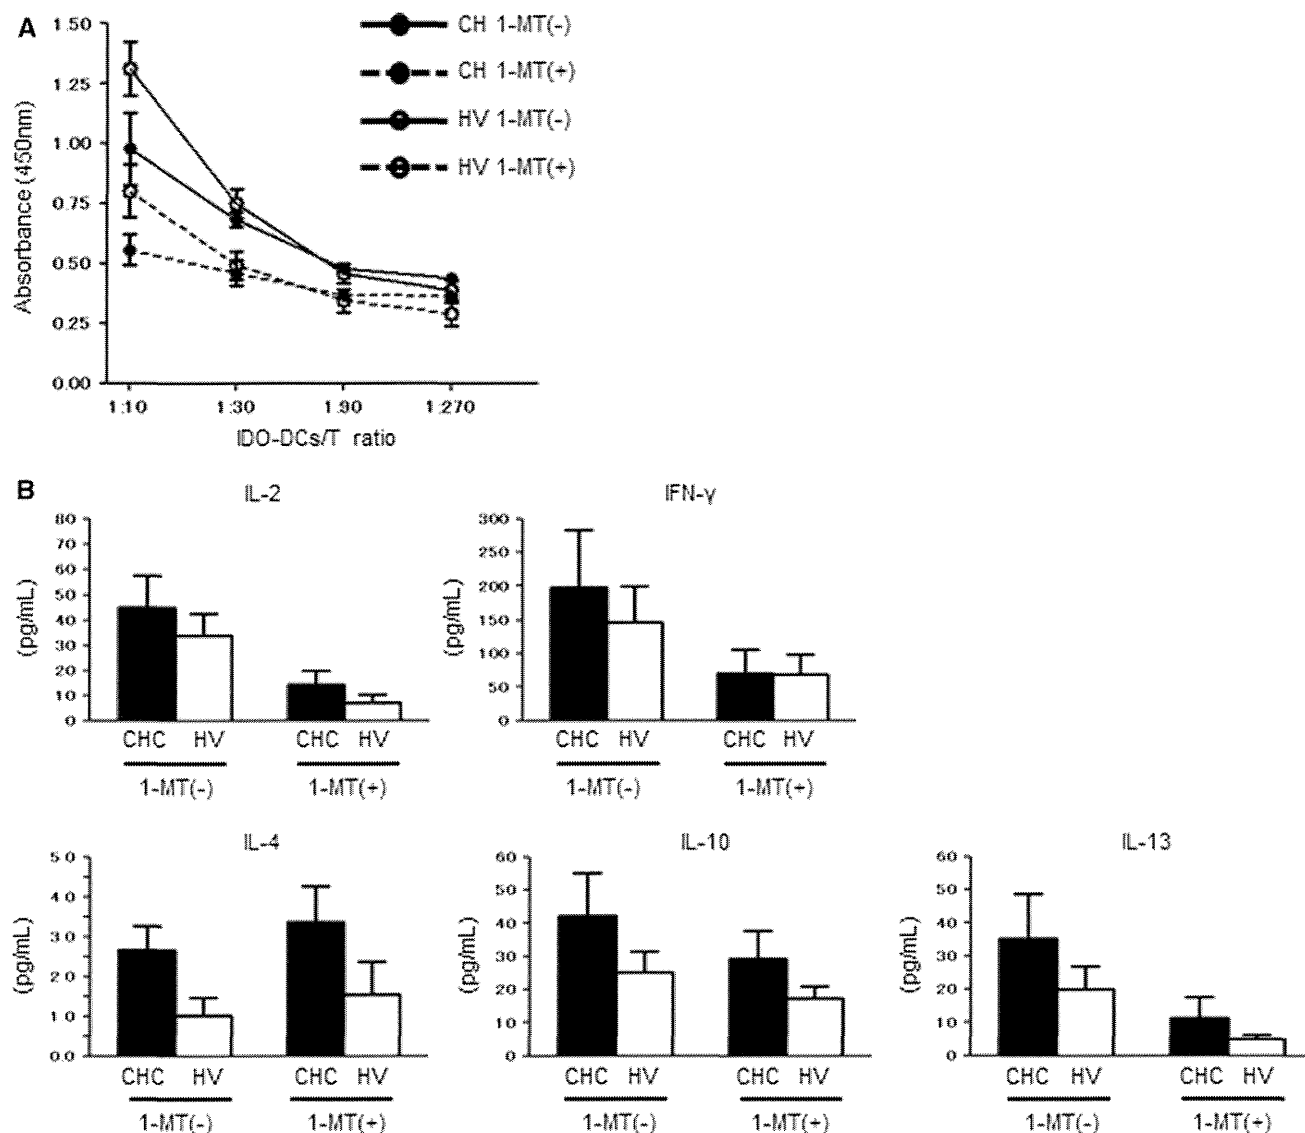 A
1.50
1.25
1.00
0.75
0.50
0.25
0.00
Absorbance (450nm)
1:10 1:30 1:90 1:270
IDO-DCs/T ratio
CH 1-MT(-)
CH 1-MT(+)
HV 1-MT(-)
HV 1-MT(+)
B
IL-2
80
70
60
50
40
30
20
10
0
(pg/mL)
CHC HV CHC HV
1-MT(-) 1-MT(+)
IFN-γ
300
250
200
150
100
50
0
(pg/mL)
CHC HV CHC HV
1-MT(-) 1-MT(+)
IL-4
5 0
4 0
3 0
2 0
1 0
0 0
(pg/mL)
CHC HV CHC HV
1-MT(-) 1-MT(+)
IL-10
60
50
40
30
20
10
0
(pg/mL)
CHC HV CHC HV
1-MT(-) 1-MT(+)
IL-13
60
50
40
30
20
10
0
(pg/mL)
CHC HV CHC HV
1-MT(-) 1-MT(+)